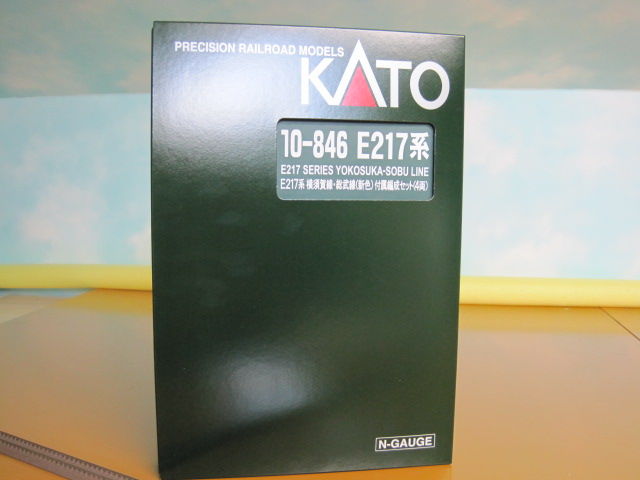 PRECISION RAILROAD MODELS
KATO
10-846 E217系
E217 SERIES YOKOSUKA-SOBU LINE
E217系 横須賀線・総武線(新色)付属編成セット(4両)
N-GAUGE